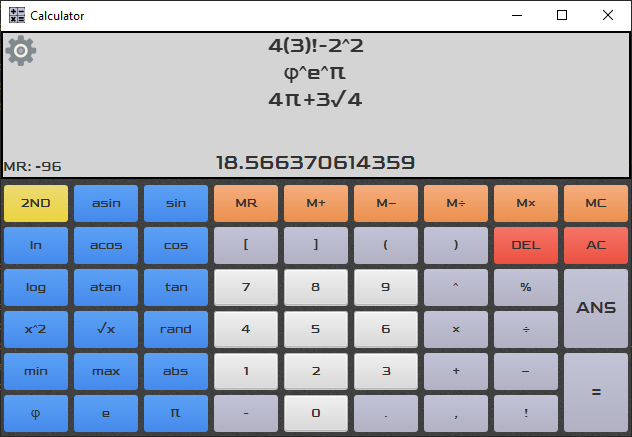 Calculator
4(3)!-2^2
φ^e^π
4π+3√4
MR: -96
18.566370614359
2ND asin sin MR M+ M− M÷ M× MC
ln acos cos [ ] ( ) DEL AC
log atan tan 7 8 9 ^ % ANS
x^2 √x rand 4 5 6 × ÷
min max abs 1 2 3 + − =
φ e π - 0 . , !